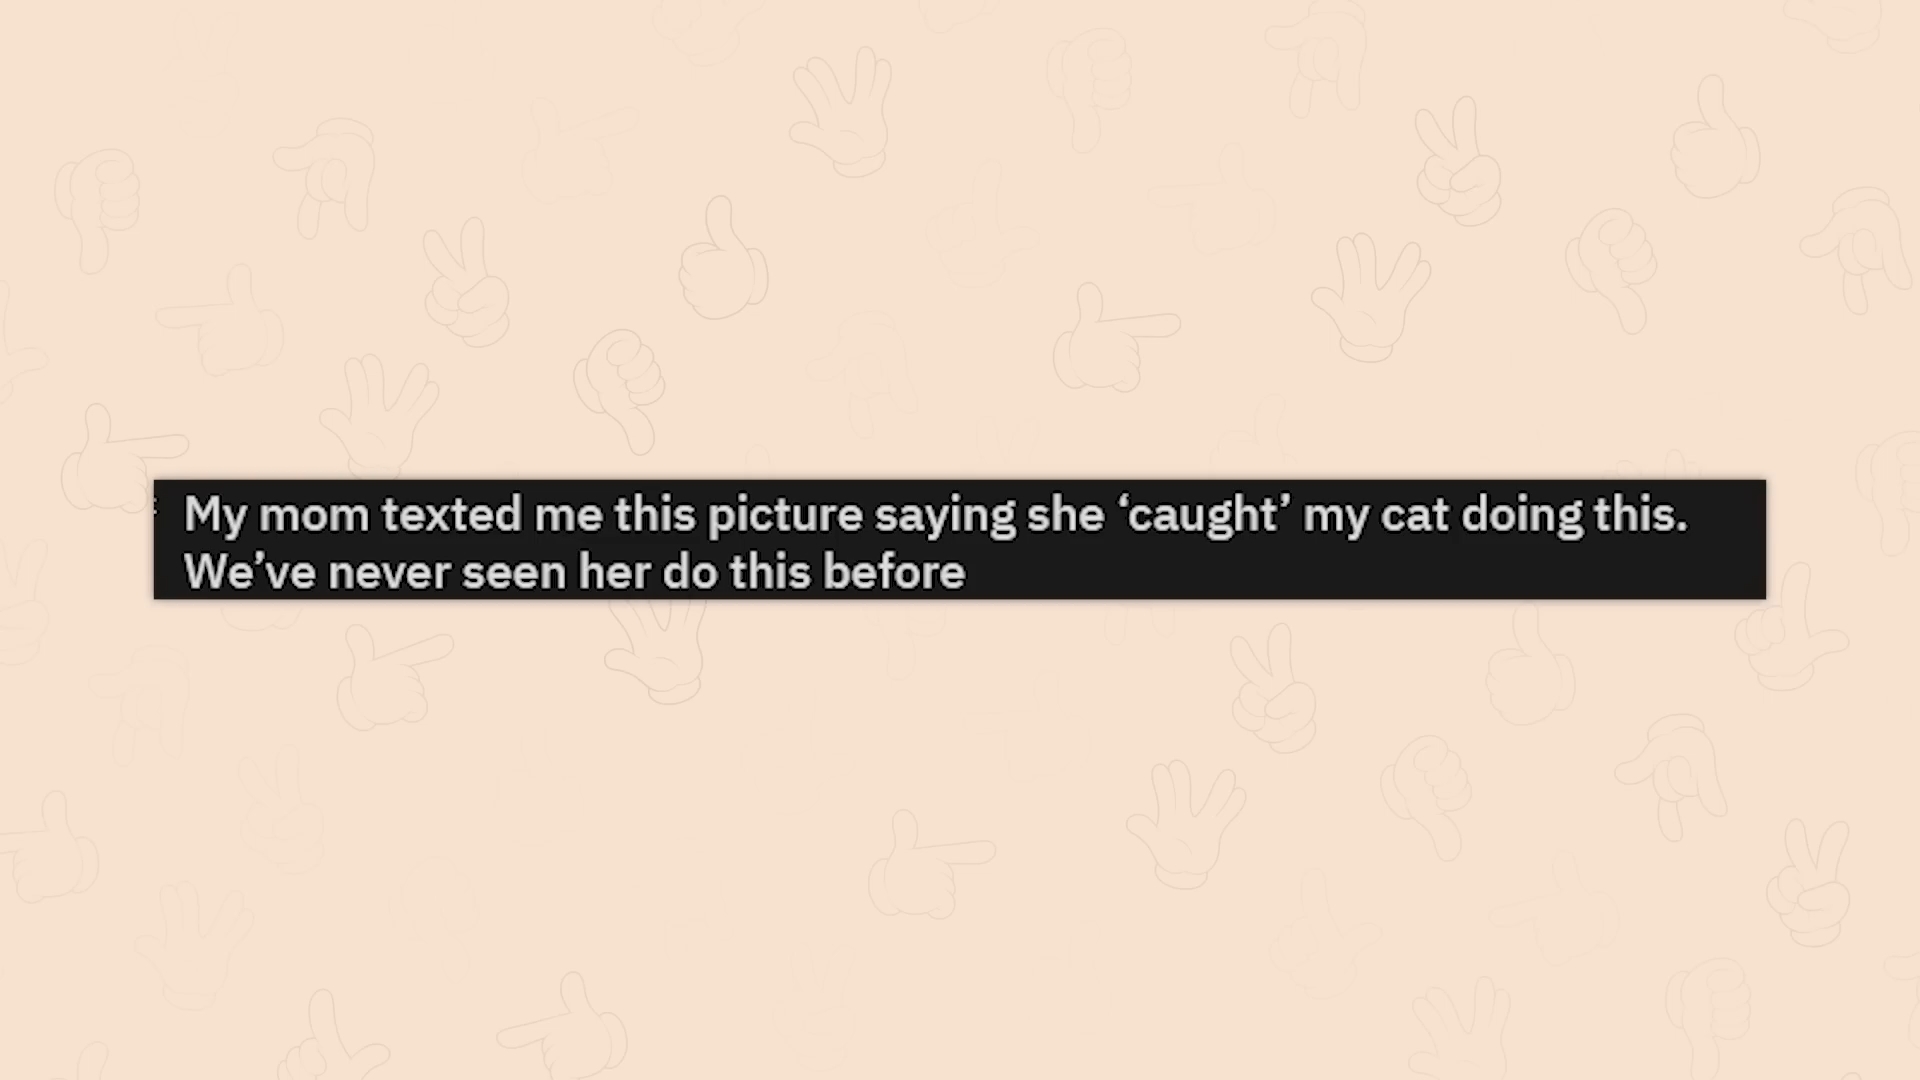 My mom texted me this picture saying she ‘caught’ my cat doing this.
We’ve never seen her do this before